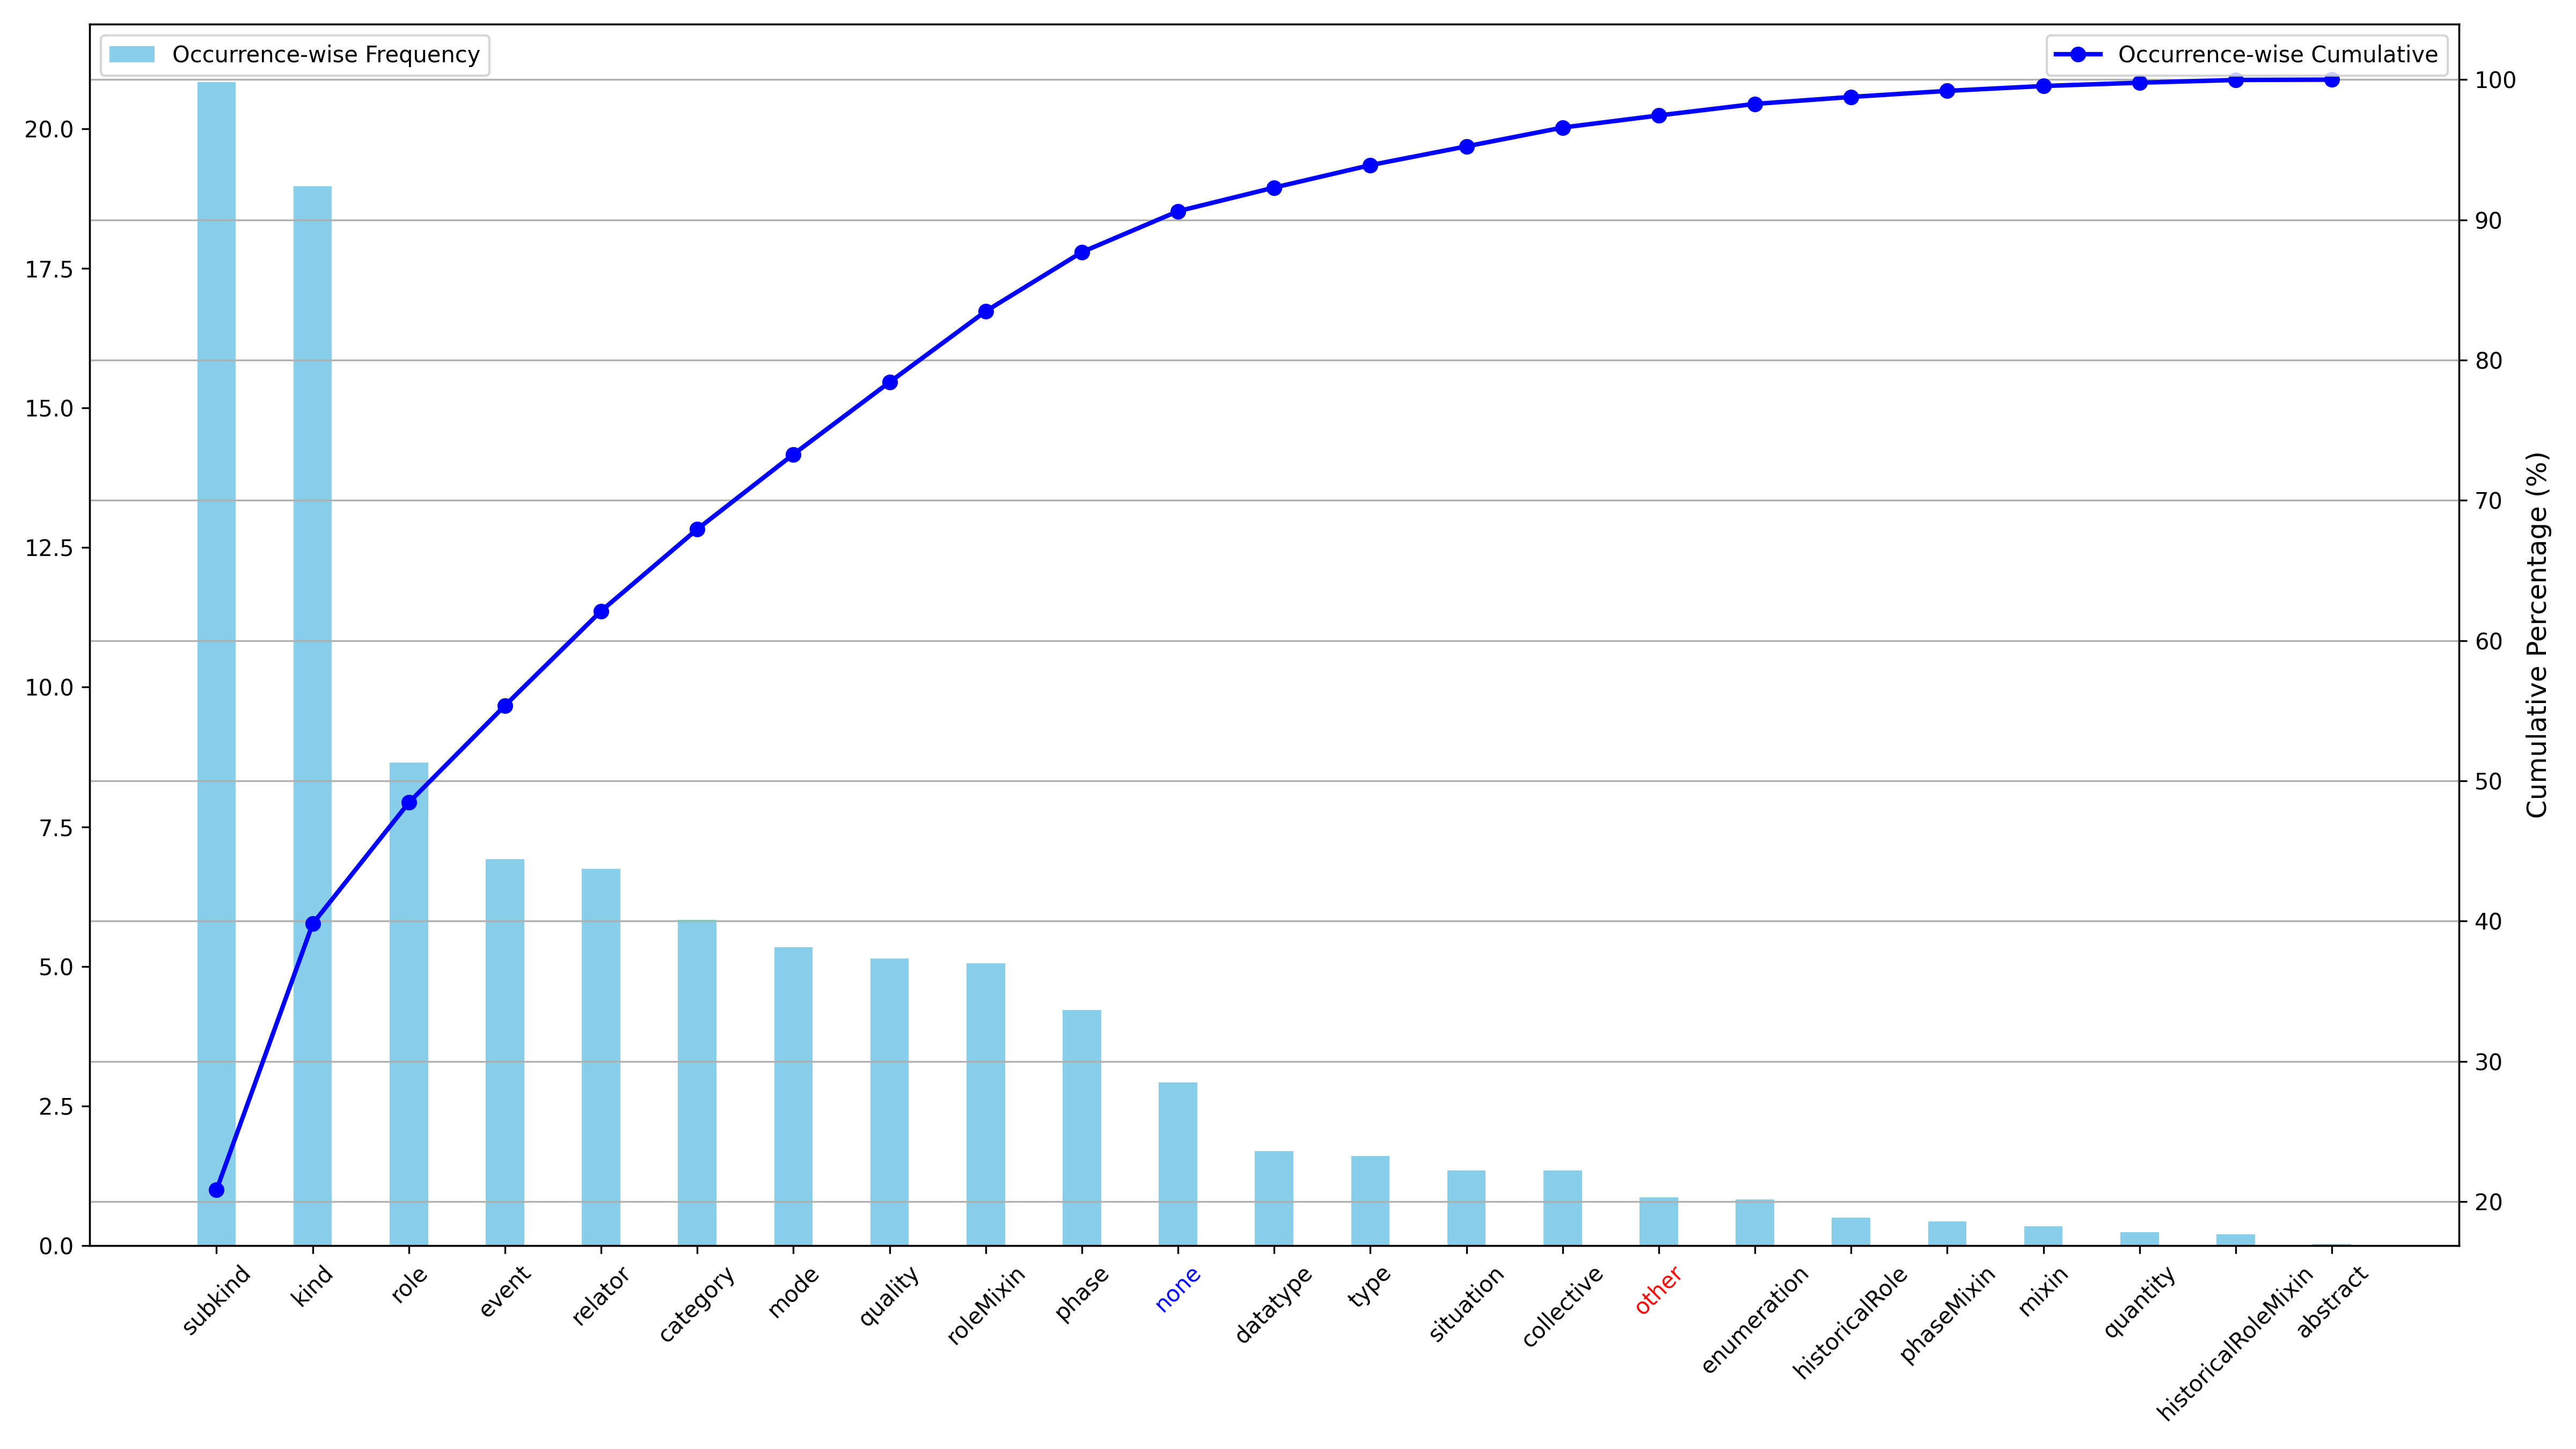 Occurrence-wise Frequency
Occurrence-wise Cumulative
20.0
17.5
15.0
12.5
10.0
7.5
5.0
2.5
0.0
100
90
80
70
60
50
40
30
20
Cumulative Percentage (%)
subkind
kind
role
event
relator
category
mode
quality
roleMixin
phase
none
datatype
type
situation
collective
other
enumeration
historicalRole
phaseMixin
mixin
quantity
historicalRoleMixin
abstract